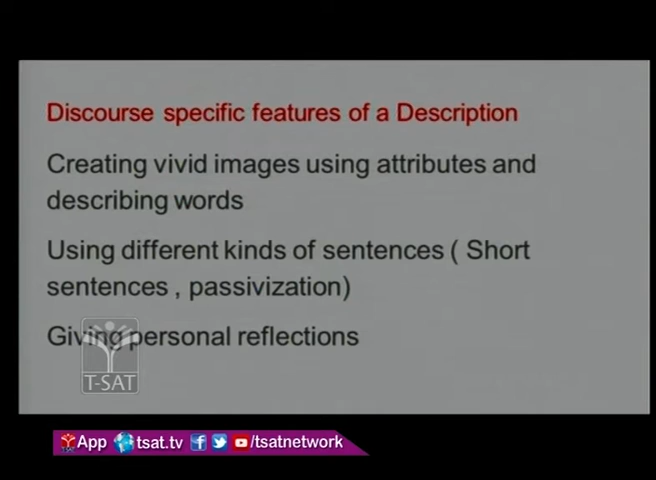 Discourse specific features of a Description
Creating vivid images using attributes and
describing words
Using different kinds of sentences ( Short
sentences , passivization)
Giving personal reflections
T-SAT
App tsat.tv /tsatnetwork